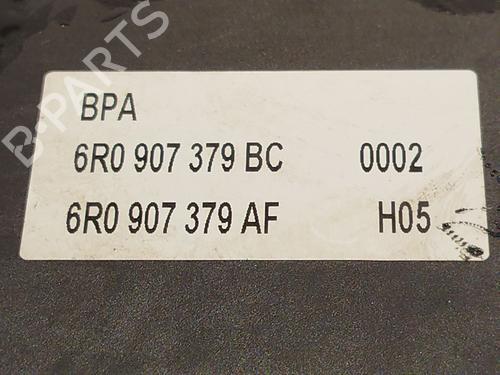 B-PARTS
BPA
6R0 907 379 BC 0002
6R0 907 379 AF H05